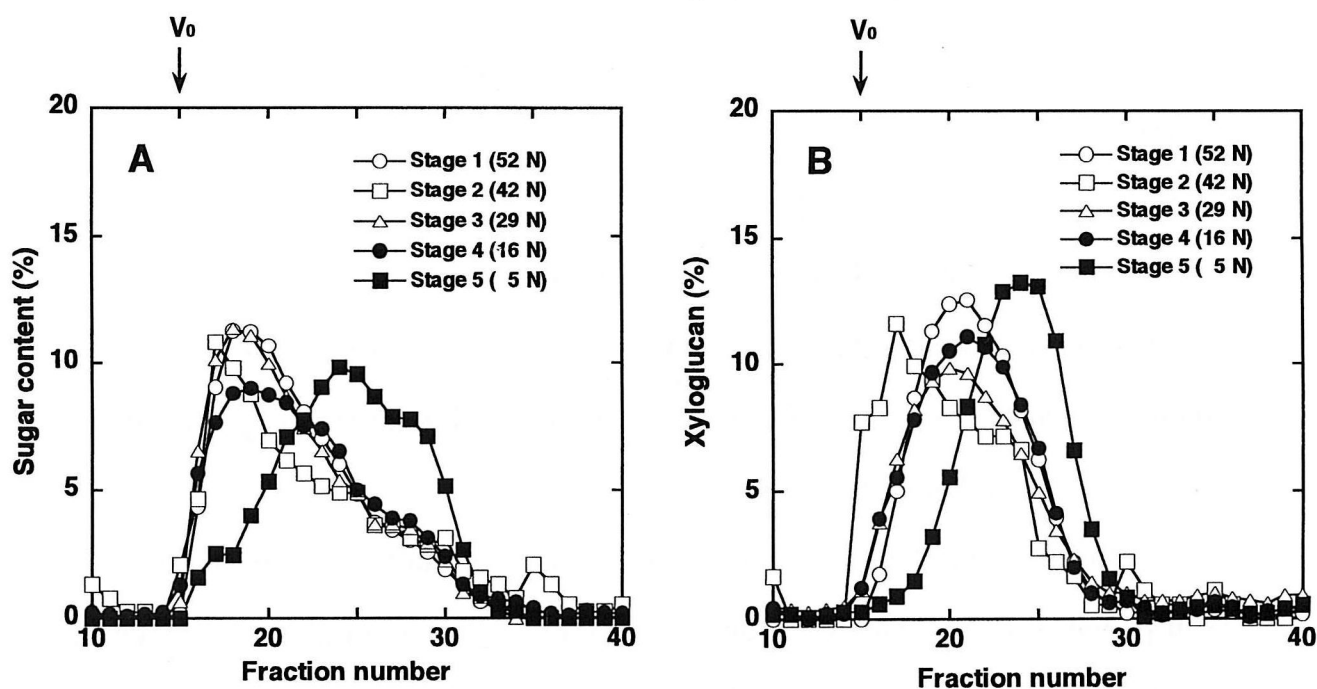 V0
V0
A
Stage 1 (52 N)
Stage 2 (42 N)
Stage 3 (29 N)
Stage 4 (16 N)
Stage 5 ( 5 N)
Sugar content (%)
20
15
10
5
0
10
20
30
40
Fraction number
B
Stage 1 (52 N)
Stage 2 (42 N)
Stage 3 (29 N)
Stage 4 (16 N)
Stage 5 ( 5 N)
Xyloglucan (%)
20
15
10
5
0
10
20
30
40
Fraction number